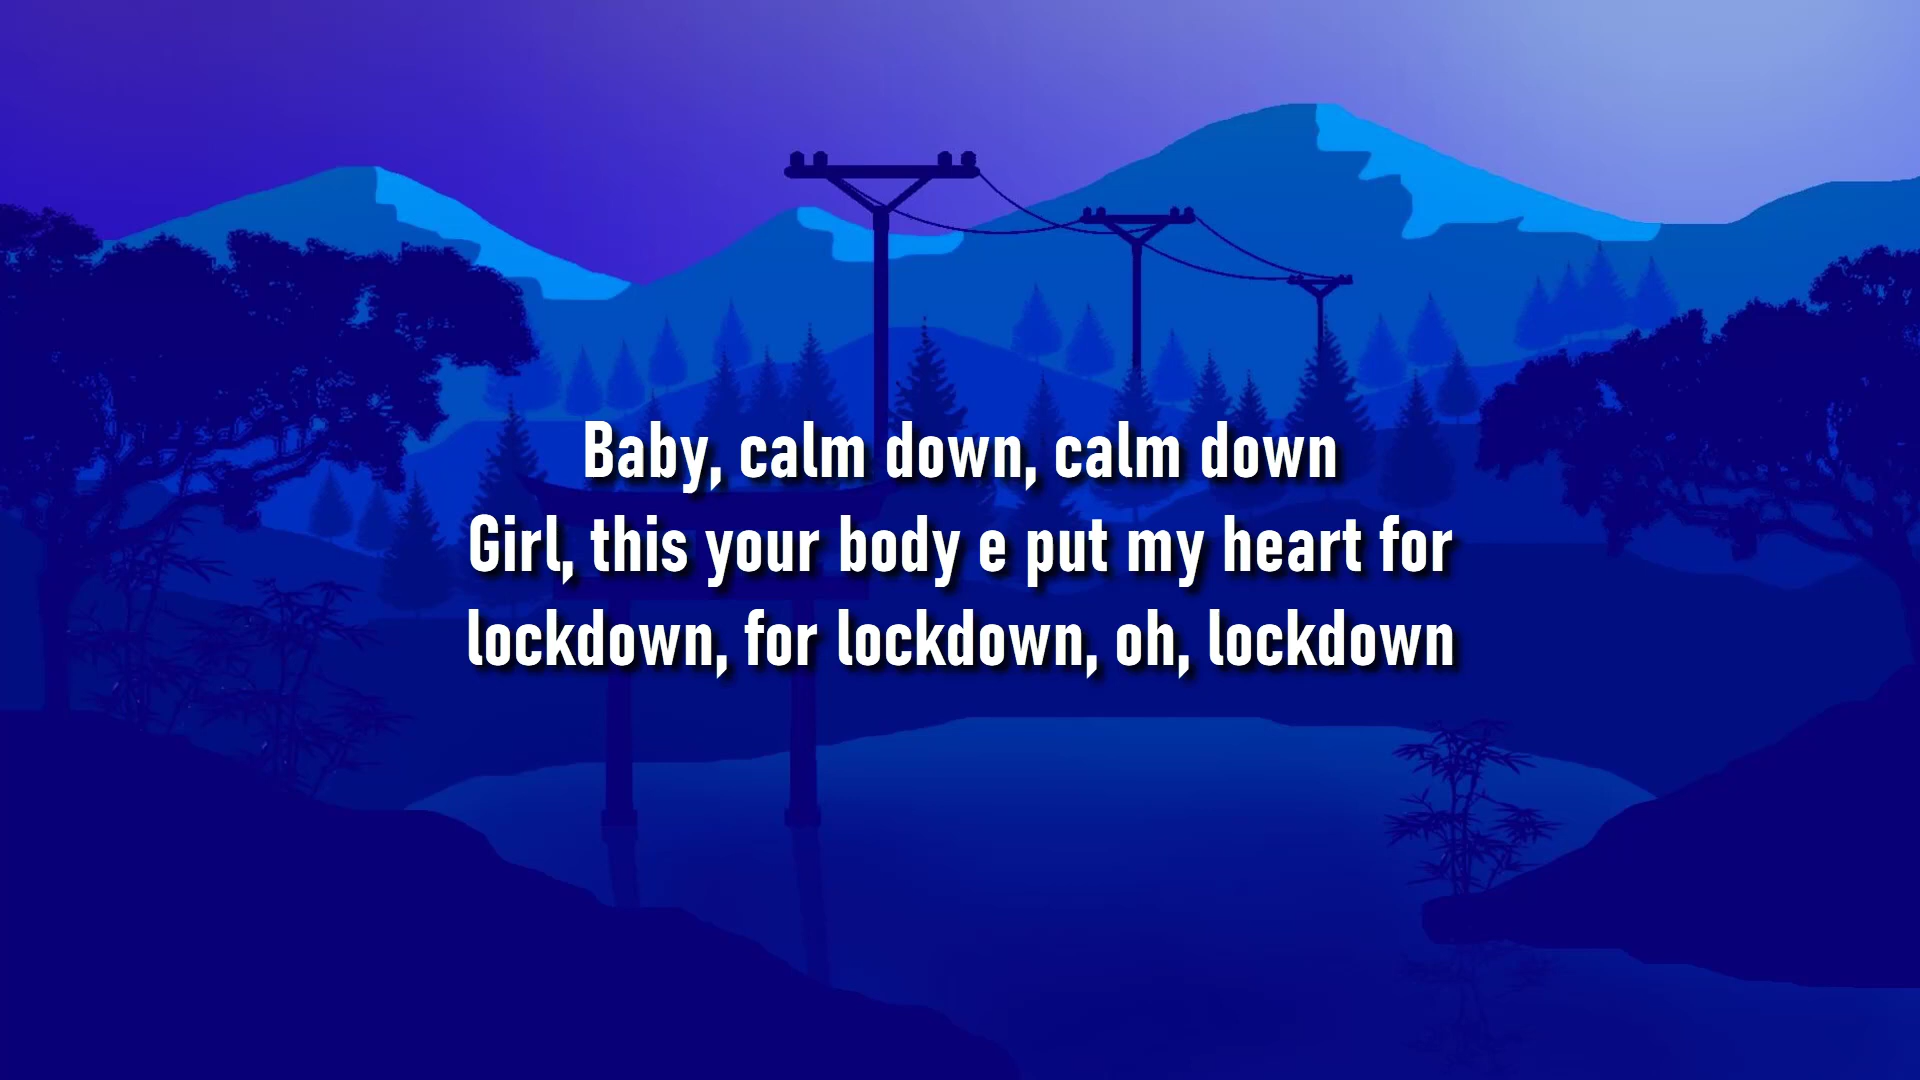 Baby, calm down, calm down
Girl, this your body e put my heart for
lockdown, for lockdown, oh, lockdown